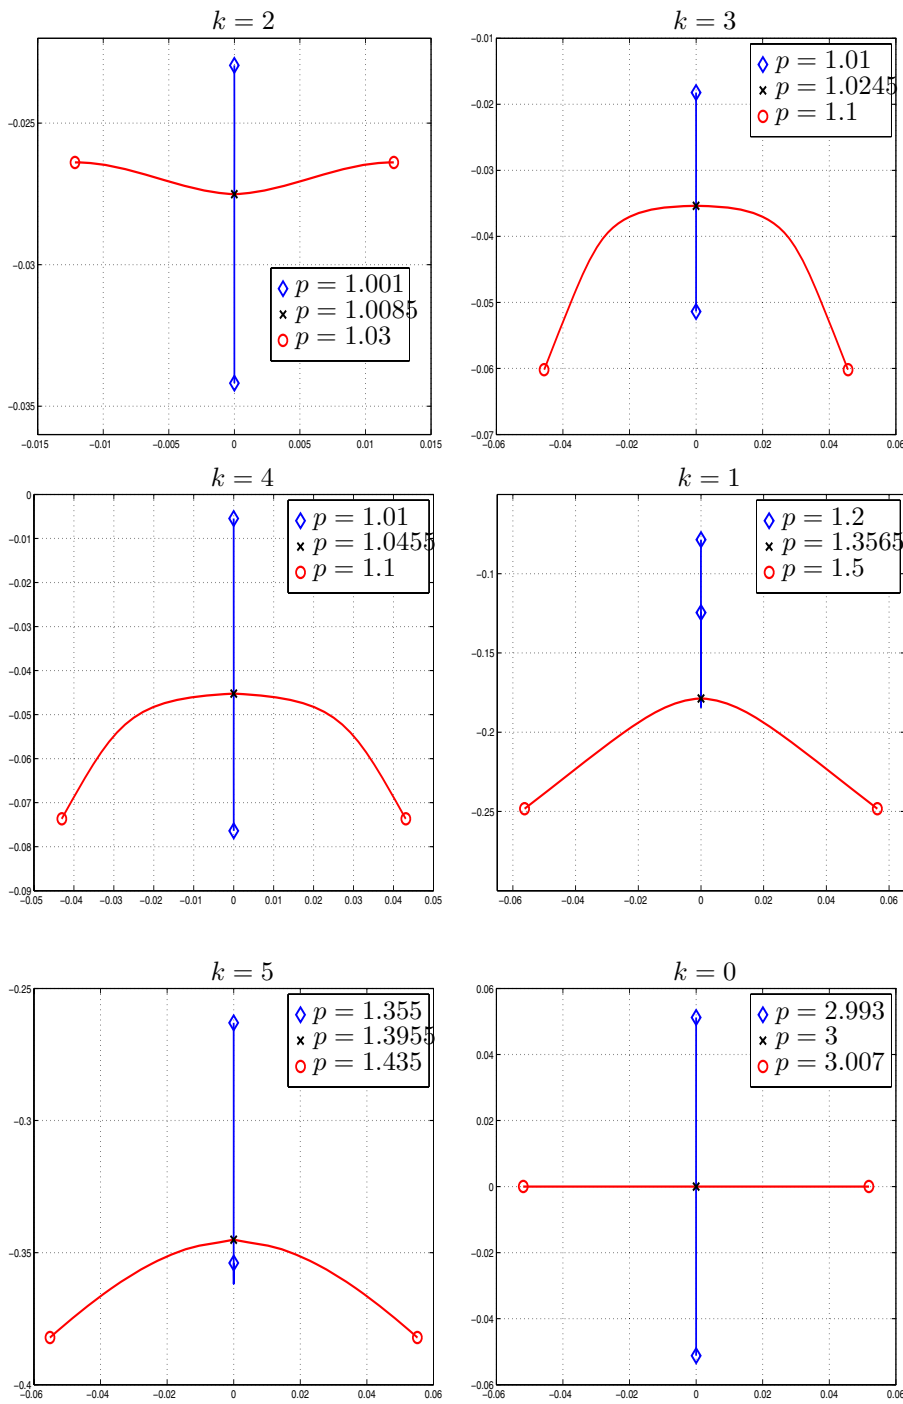 k = 2
−0.025
−0.03
−0.035
p = 1.001
p = 1.0085
p = 1.03
−0.015 −0.01 −0.005 0 0.005 0.01 0.015
k = 3
−0.01
−0.02
−0.03
−0.04
−0.05
−0.06
−0.07
p = 1.01
p = 1.0245
p = 1.1
−0.06 −0.04 −0.02 0 0.02 0.04 0.06
k = 4
0
−0.01
−0.02
−0.03
−0.04
−0.05
−0.06
−0.07
−0.08
−0.09
p = 1.01
p = 1.0455
p = 1.1
−0.05 −0.04 −0.03 −0.02 −0.01 0 0.01 0.02 0.03 0.04 0.05
k = 1
−0.1
−0.15
−0.2
−0.25
p = 1.2
p = 1.3565
p = 1.5
−0.06 −0.04 −0.02 0 0.02 0.04 0.06
k = 5
−0.25
−0.3
−0.35
−0.4
p = 1.355
p = 1.3955
p = 1.435
−0.06 −0.04 −0.02 0 0.02 0.04 0.06
k = 0
0.06
0.04
0.02
0
−0.02
−0.04
−0.06
p = 2.993
p = 3
p = 3.007
−0.06 −0.04 −0.02 0 0.02 0.04 0.06